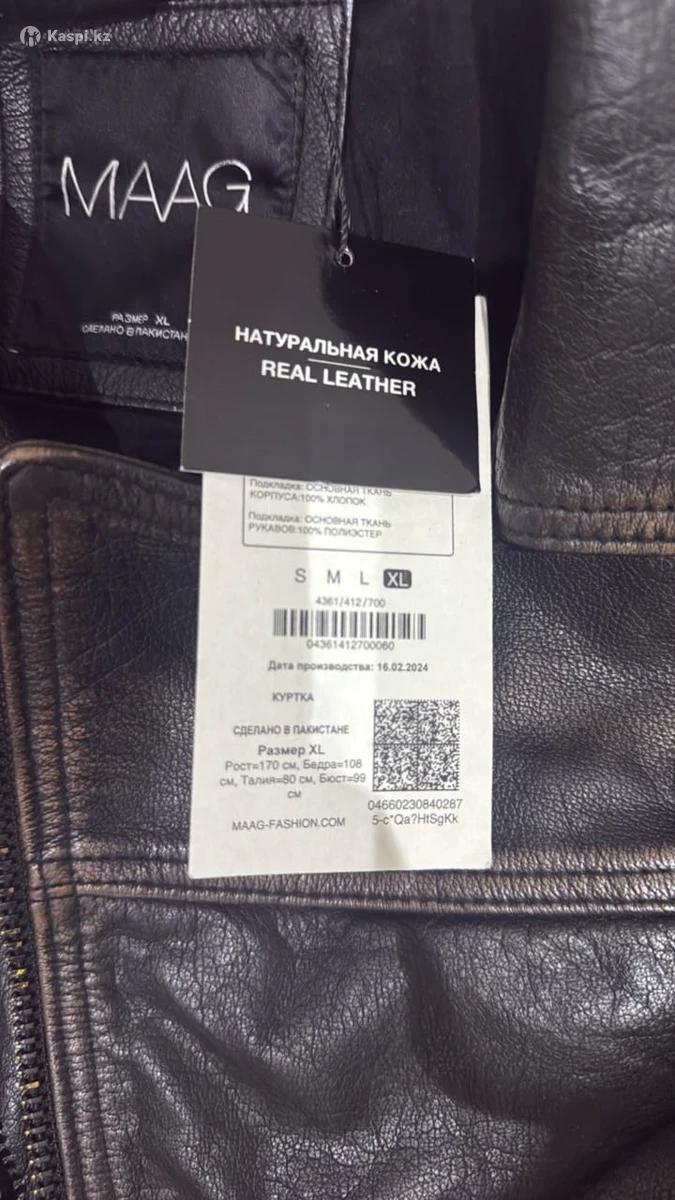 Kaspi.kz
MAAG
РАЗМЕР XL
СДЕЛАНО В ПАКИСТАН
НАТУРАЛЬНАЯ КОЖА
REAL LEATHER
Подкладка: ОСНОВНАЯ ТКАНЬ
КОРПУСА:100% ХЛОПОК
Подкладка: ОСНОВНАЯ ТКАНЬ
РУКАВОВ:100% ПОЛИЭСТЕР
S M L XL
4361/412/700
04361412700060
Дата производства: 16.02.2024
КУРТКА
СДЕЛАНО В ПАКИСТАНЕ
Размер XL
Рост=170 см, Бедра=108
см, Талия=80 см, Бюст=99
см
MAAG-FASHION.COM
04660230840287
5-c*Qa?HtSgKk